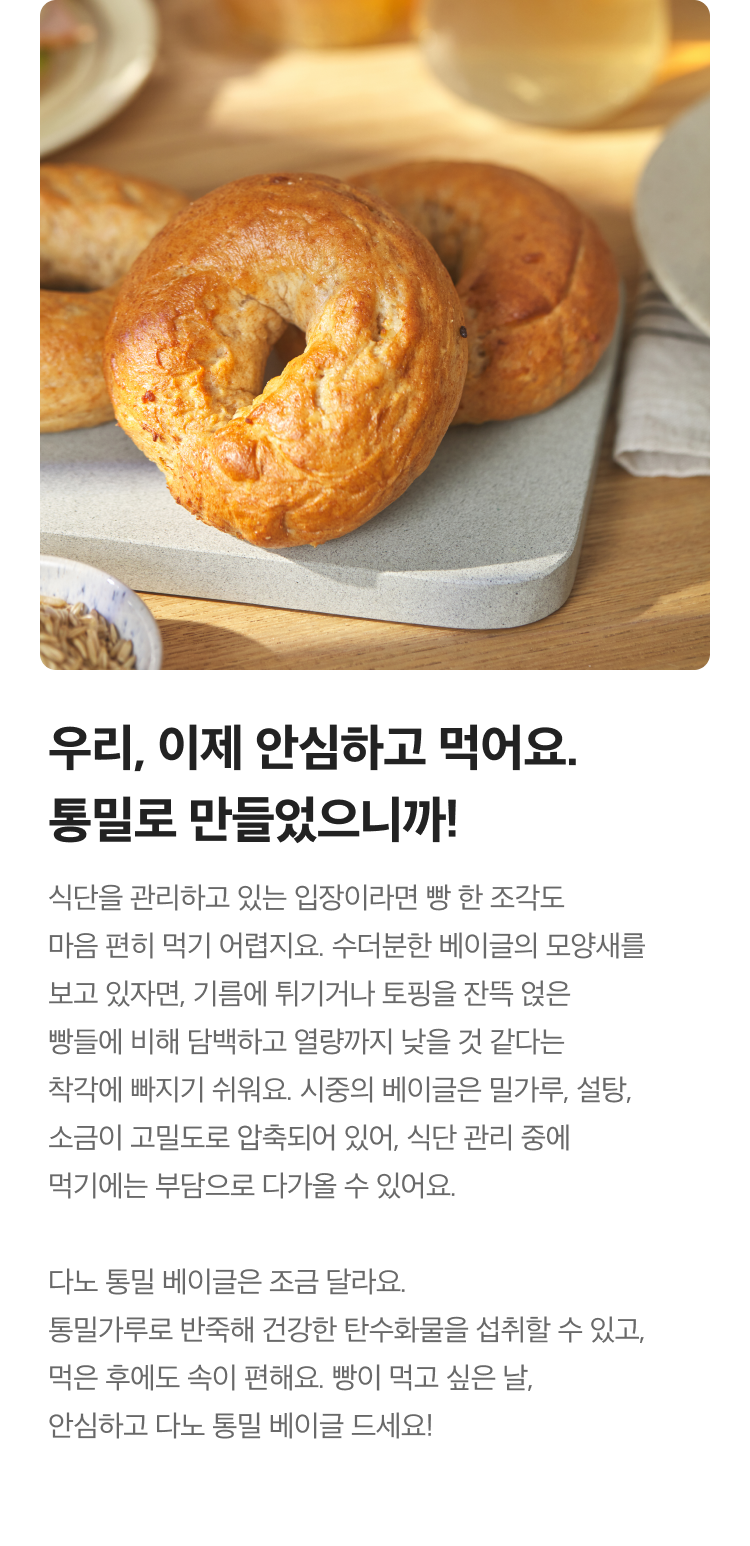 우리, 이제 안심하고 먹어요.
통밀로 만들었으니까!
식단을 관리하고 있는 입장이라면 빵 한 조각도
마음 편히 먹기 어렵지요. 수더분한 베이글의 모양새를
보고 있자면, 기름에 튀기거나 토핑을 잔뜩 얹은
빵들에 비해 담백하고 열량까지 낮을 것 같다는
착각에 빠지기 쉬워요. 시중의 베이글은 밀가루, 설탕,
소금이 고밀도로 압축되어 있어, 식단 관리 중에
먹기에는 부담으로 다가올 수 있어요.
다노 통밀 베이글은 조금 달라요.
통밀가루로 반죽해 건강한 탄수화물을 섭취할 수 있고,
먹은 후에도 속이 편해요. 빵이 먹고 싶은 날,
안심하고 다노 통밀 베이글 드세요!